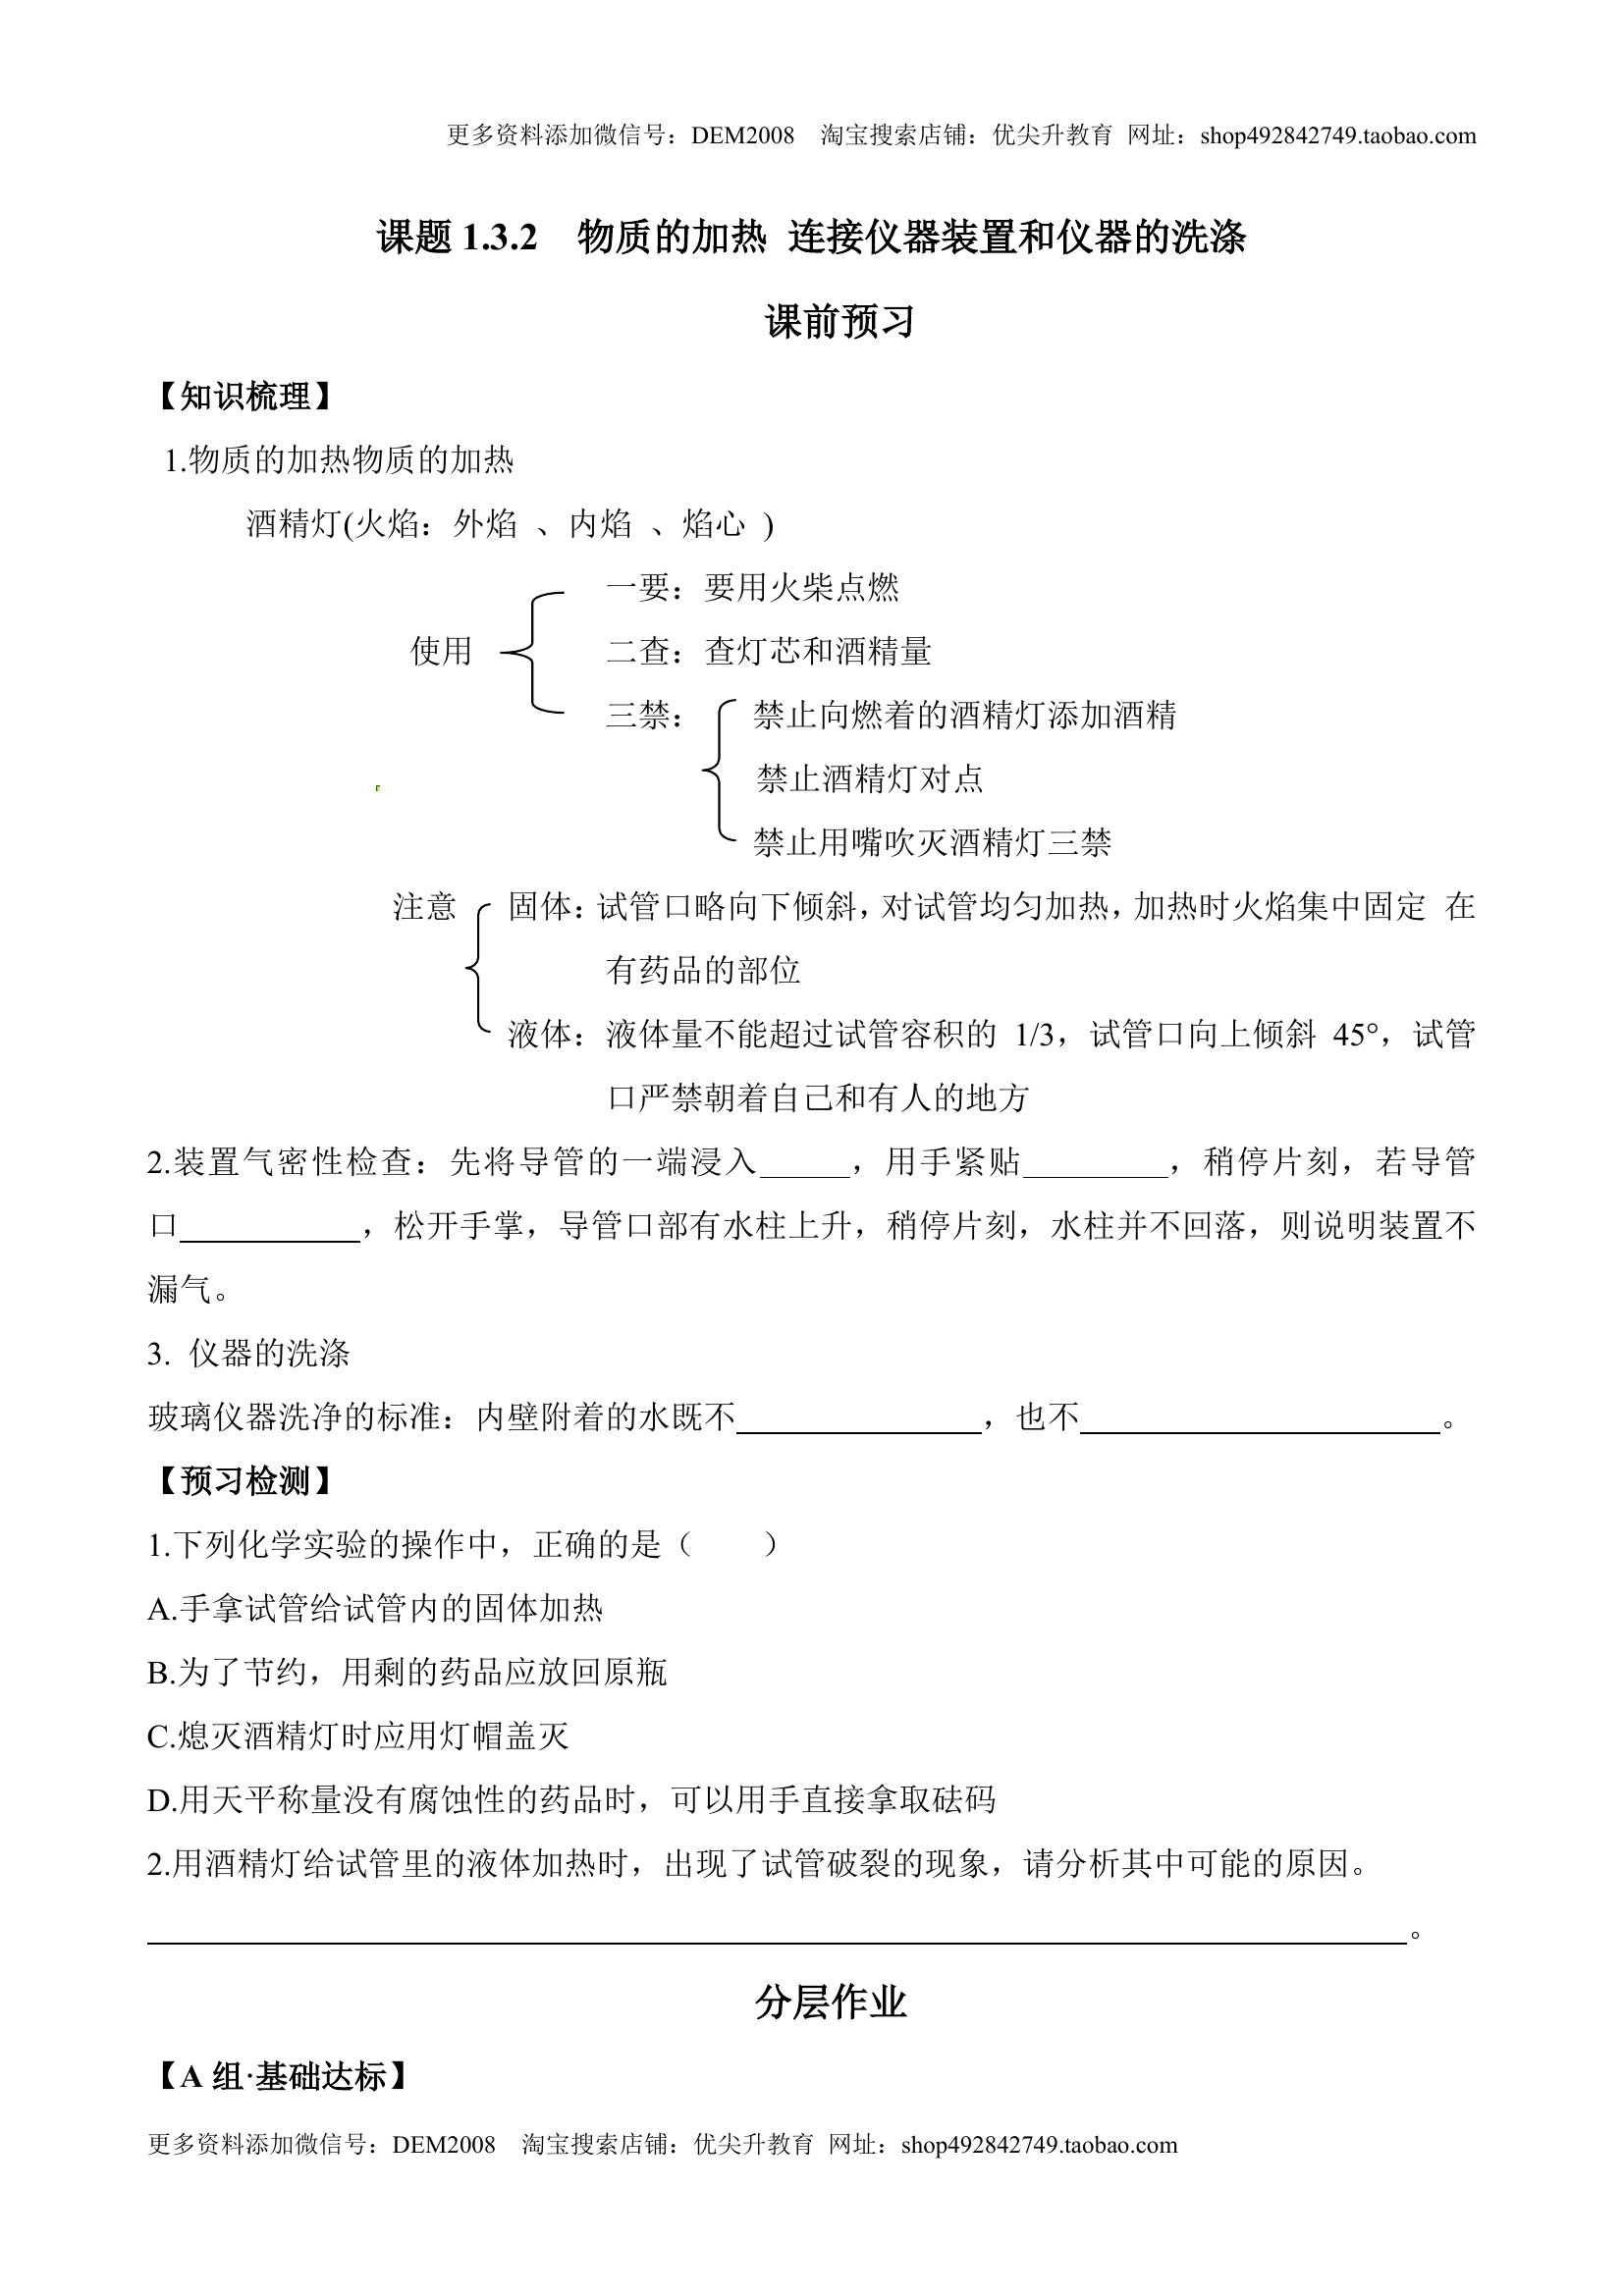 更多资料添加微信号：DEM2008 淘宝搜索店铺：优尖升教育 网址：shop492842749.taobao.com
课题 1.3.2 物质的加热 连接仪器装置和仪器的洗涤
课前预习
【知识梳理】
1.物质的加热物质的加热
酒精灯(火焰：外焰 、内焰 、焰心 )
一要：要用火柴点燃
使用 二查：查灯芯和酒精量
三禁： 禁止向燃着的酒精灯添加酒精
禁止酒精灯对点
禁止用嘴吹灭酒精灯三禁
注意 固体：试管口略向下倾斜，对试管均匀加热，加热时火焰集中固定 在
有药品的部位
液体：液体量不能超过试管容积的 1/3，试管口向上倾斜 45°，试管
口严禁朝着自己和有人的地方
2.装置气密性检查：先将导管的一端浸入_____，用手紧贴________，稍停片刻，若导管
口__________，松开手掌，导管口部有水柱上升，稍停片刻，水柱并不回落，则说明装置不
漏气。
3. 仪器的洗涤
玻璃仪器洗净的标准：内壁附着的水既不______________，也不____________________。
【预习检测】
1.下列化学实验的操作中，正确的是（ ）
A.手拿试管给试管内的固体加热
B.为了节约，用剩的药品应放回原瓶
C.熄灭酒精灯时应用灯帽盖灭
D.用天平称量没有腐蚀性的药品时，可以用手直接拿取砝码
2.用酒精灯给试管里的液体加热时，出现了试管破裂的现象，请分析其中可能的原因。
______________________________________________________________________。
分层作业
【A 组·基础达标】
更多资料添加微信号：DEM2008 淘宝搜索店铺：优尖升教育 网址：shop492842749.taobao.com